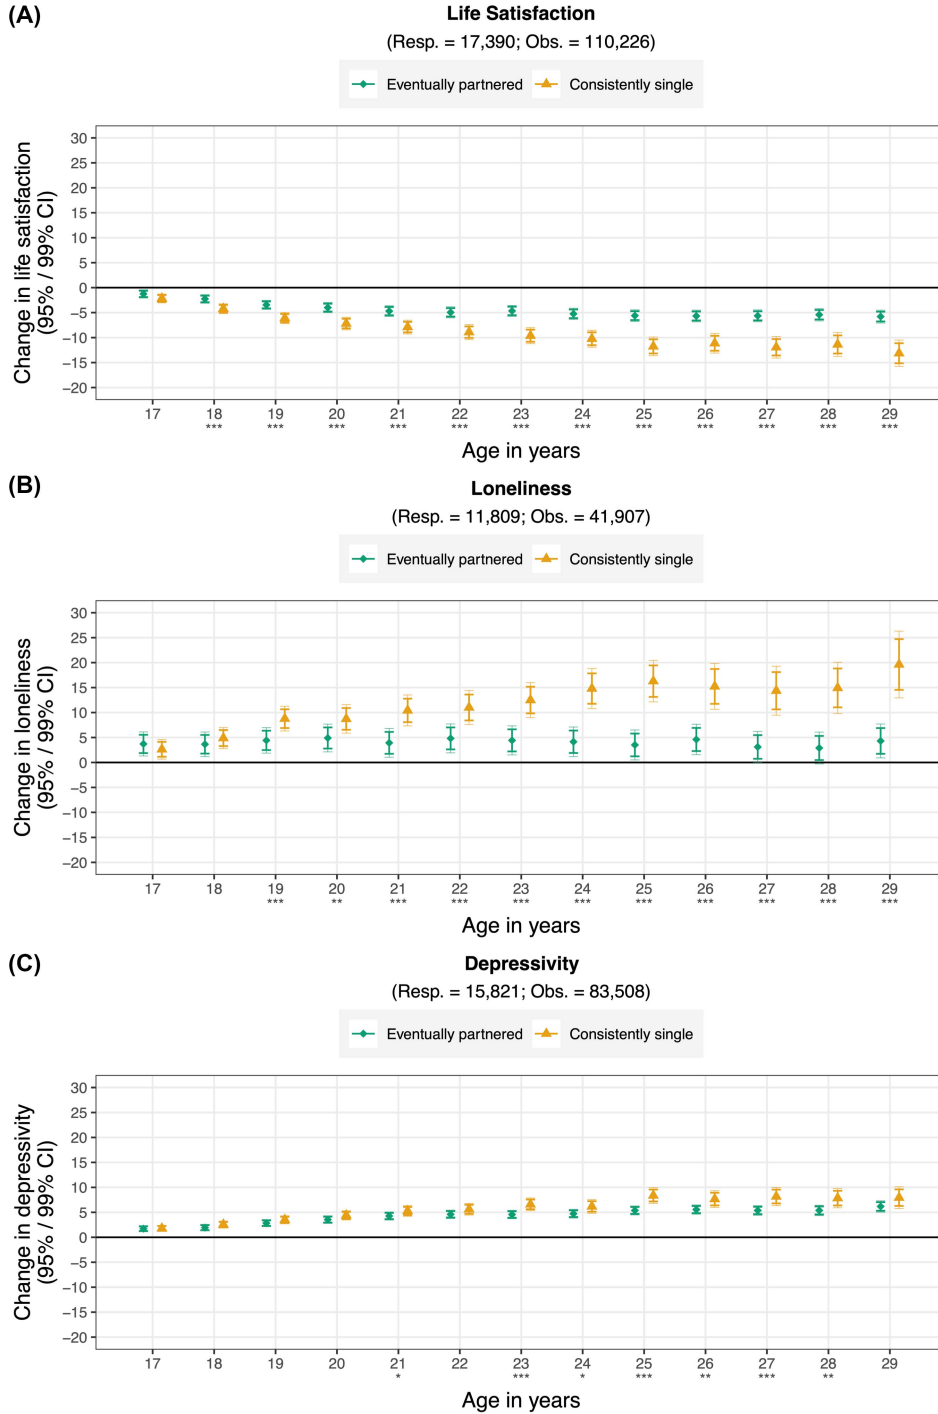 (A)
Life Satisfaction
(Resp. = 17,390; Obs. = 110,226)
Eventually partnered Consistently single
Change in life satisfaction
(95% / 99% CI)
30
25
20
15
10
5
0
−5
−10
−15
−20
17 18 19 20 21 22 23 24 25 26 27 28 29
*** *** *** *** *** *** *** *** *** *** *** ***
Age in years
(B)
Loneliness
(Resp. = 11,809; Obs. = 41,907)
Eventually partnered Consistently single
Change in loneliness
(95% / 99% CI)
30
25
20
15
10
5
0
−5
−10
−15
−20
17 18 19 20 21 22 23 24 25 26 27 28 29
*** ** *** *** *** *** *** *** *** *** ***
Age in years
(C)
Depressivity
(Resp. = 15,821; Obs. = 83,508)
Eventually partnered Consistently single
Change in depressivity
(95% / 99% CI)
30
25
20
15
10
5
0
−5
−10
−15
−20
17 18 19 20 21 22 23 24 25 26 27 28 29
* *** * *** ** *** **
Age in years